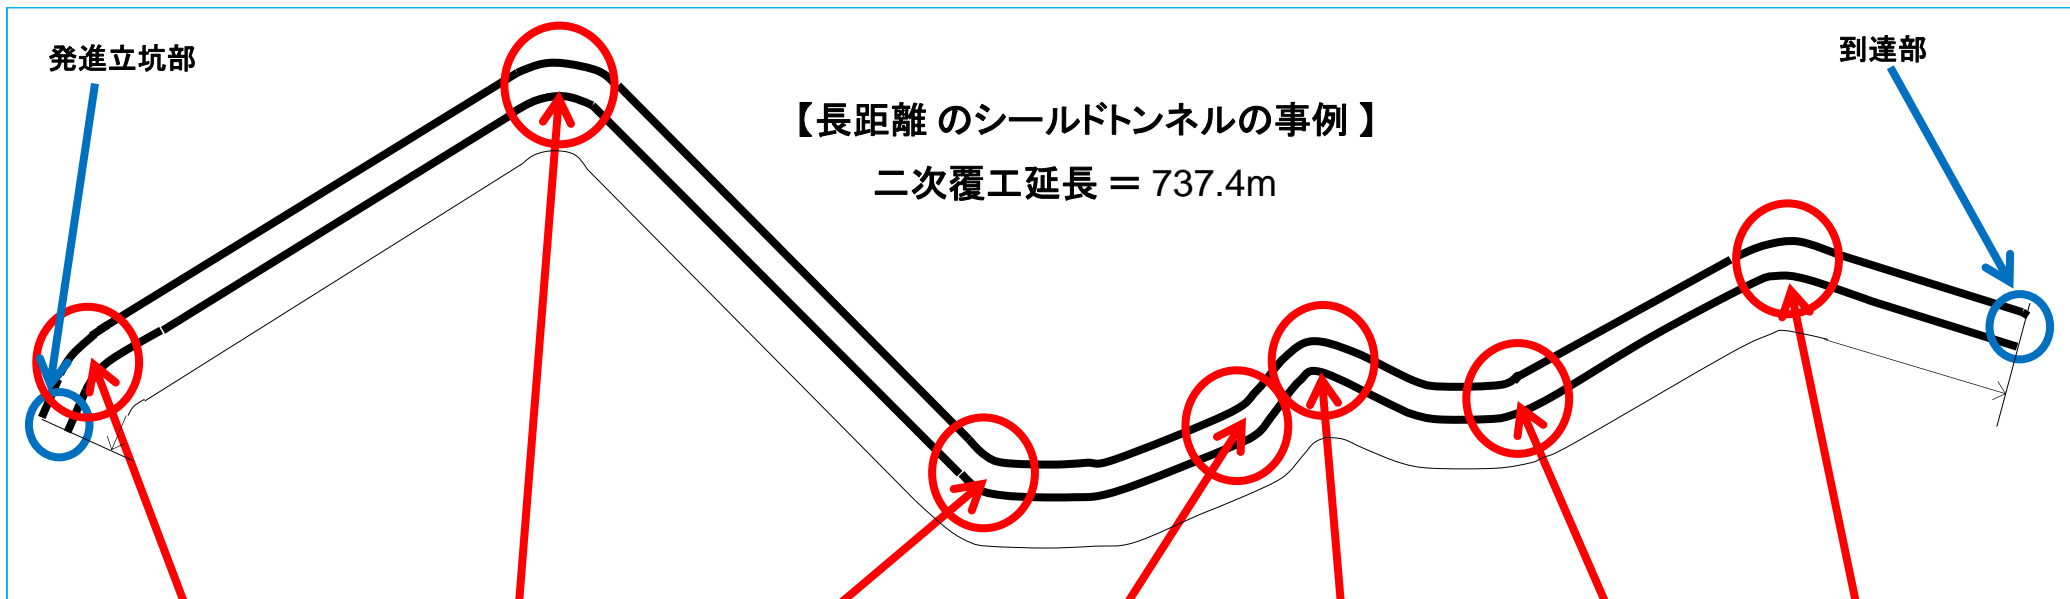 発進立坑部
到達部
【長距離 のシールドトンネルの事例 】
二次覆工延長 = 737.4m